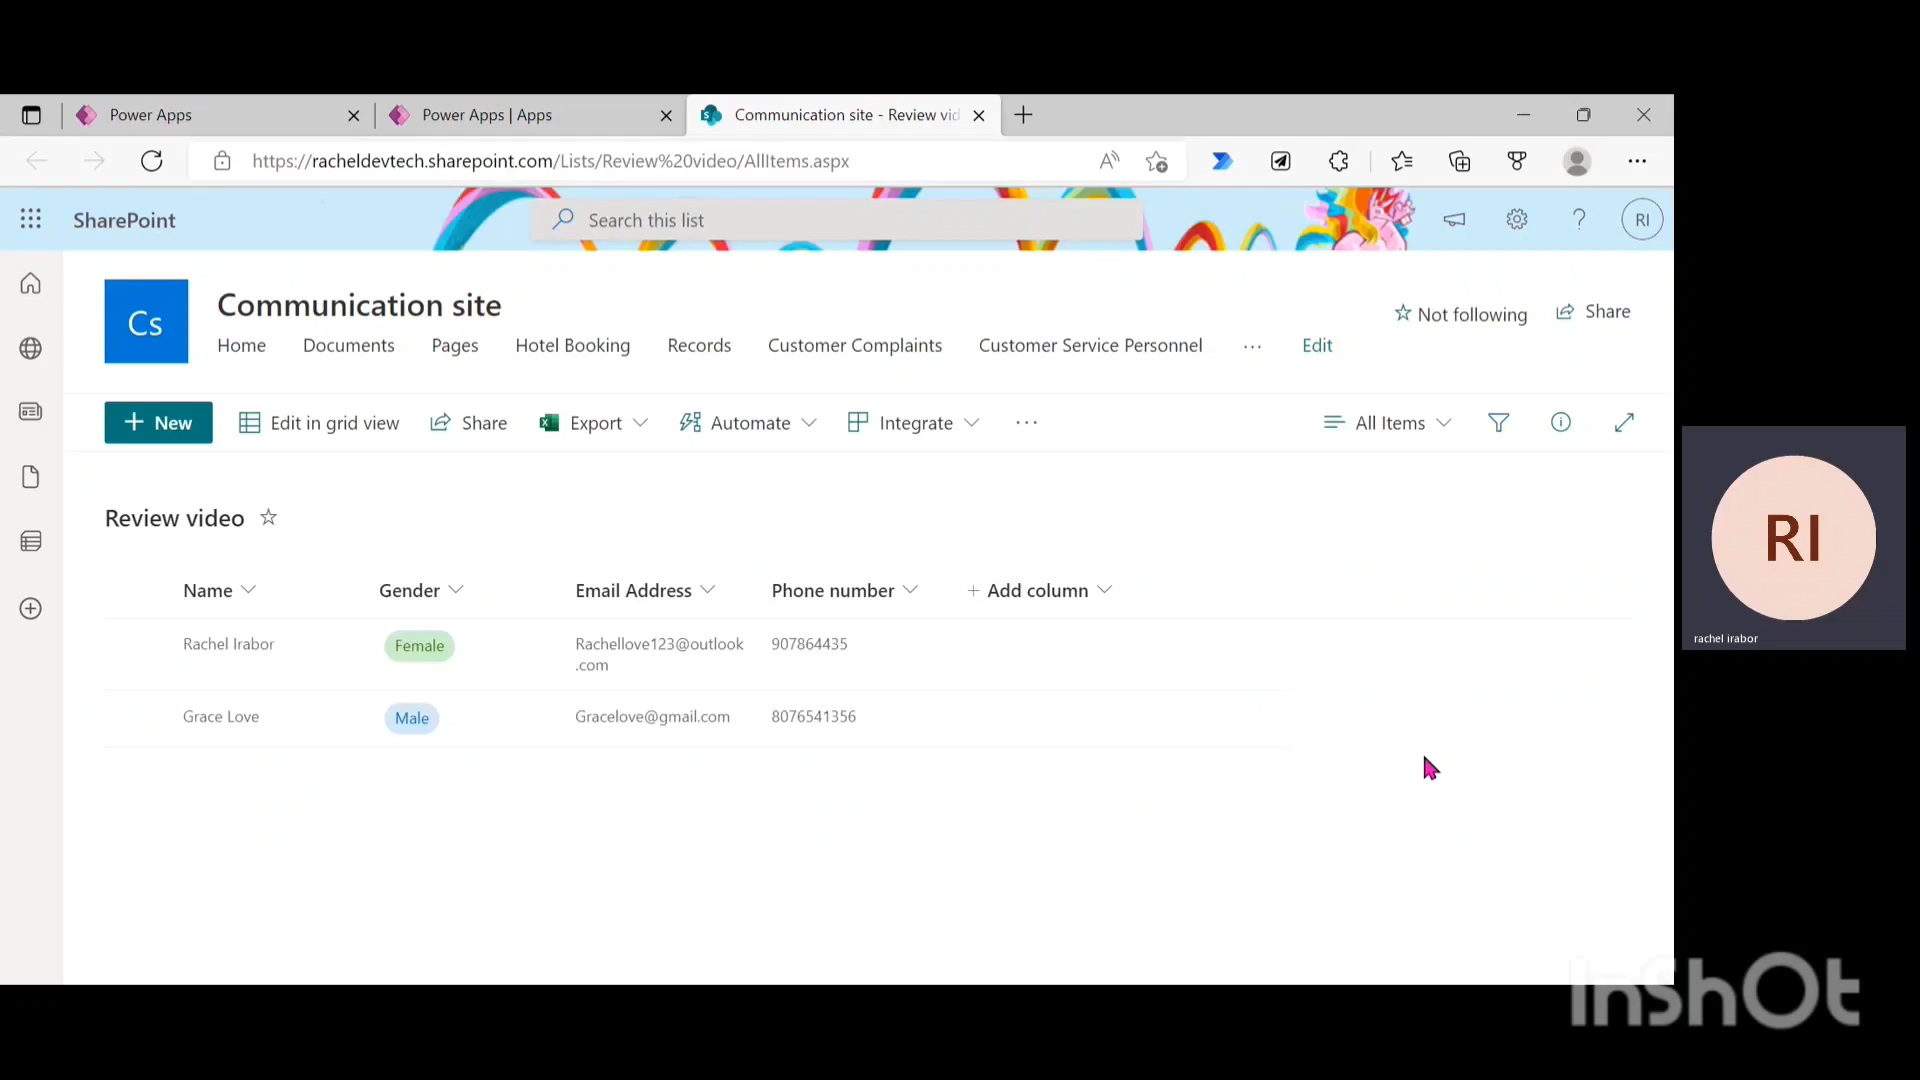 Power Apps
Power Apps | Apps
Communication site - Review vid
https://racheldevtech.sharepoint.com/Lists/Review%20video/AllItems.aspx
SharePoint
Search this list
RI
Cs
Communication site
Not following
Share
Home Documents Pages Hotel Booking Records Customer Complaints Customer Service Personnel ... Edit
+ New Edit in grid view Share Export Automate Integrate ... All Items
Review video
Name Gender Email Address Phone number + Add column
Rachel Irabor Female Rachellove123@outlook 907864435
.com
Grace Love Male Gracelove@gmail.com 8076541356
RI
rachel irabor
InShOt